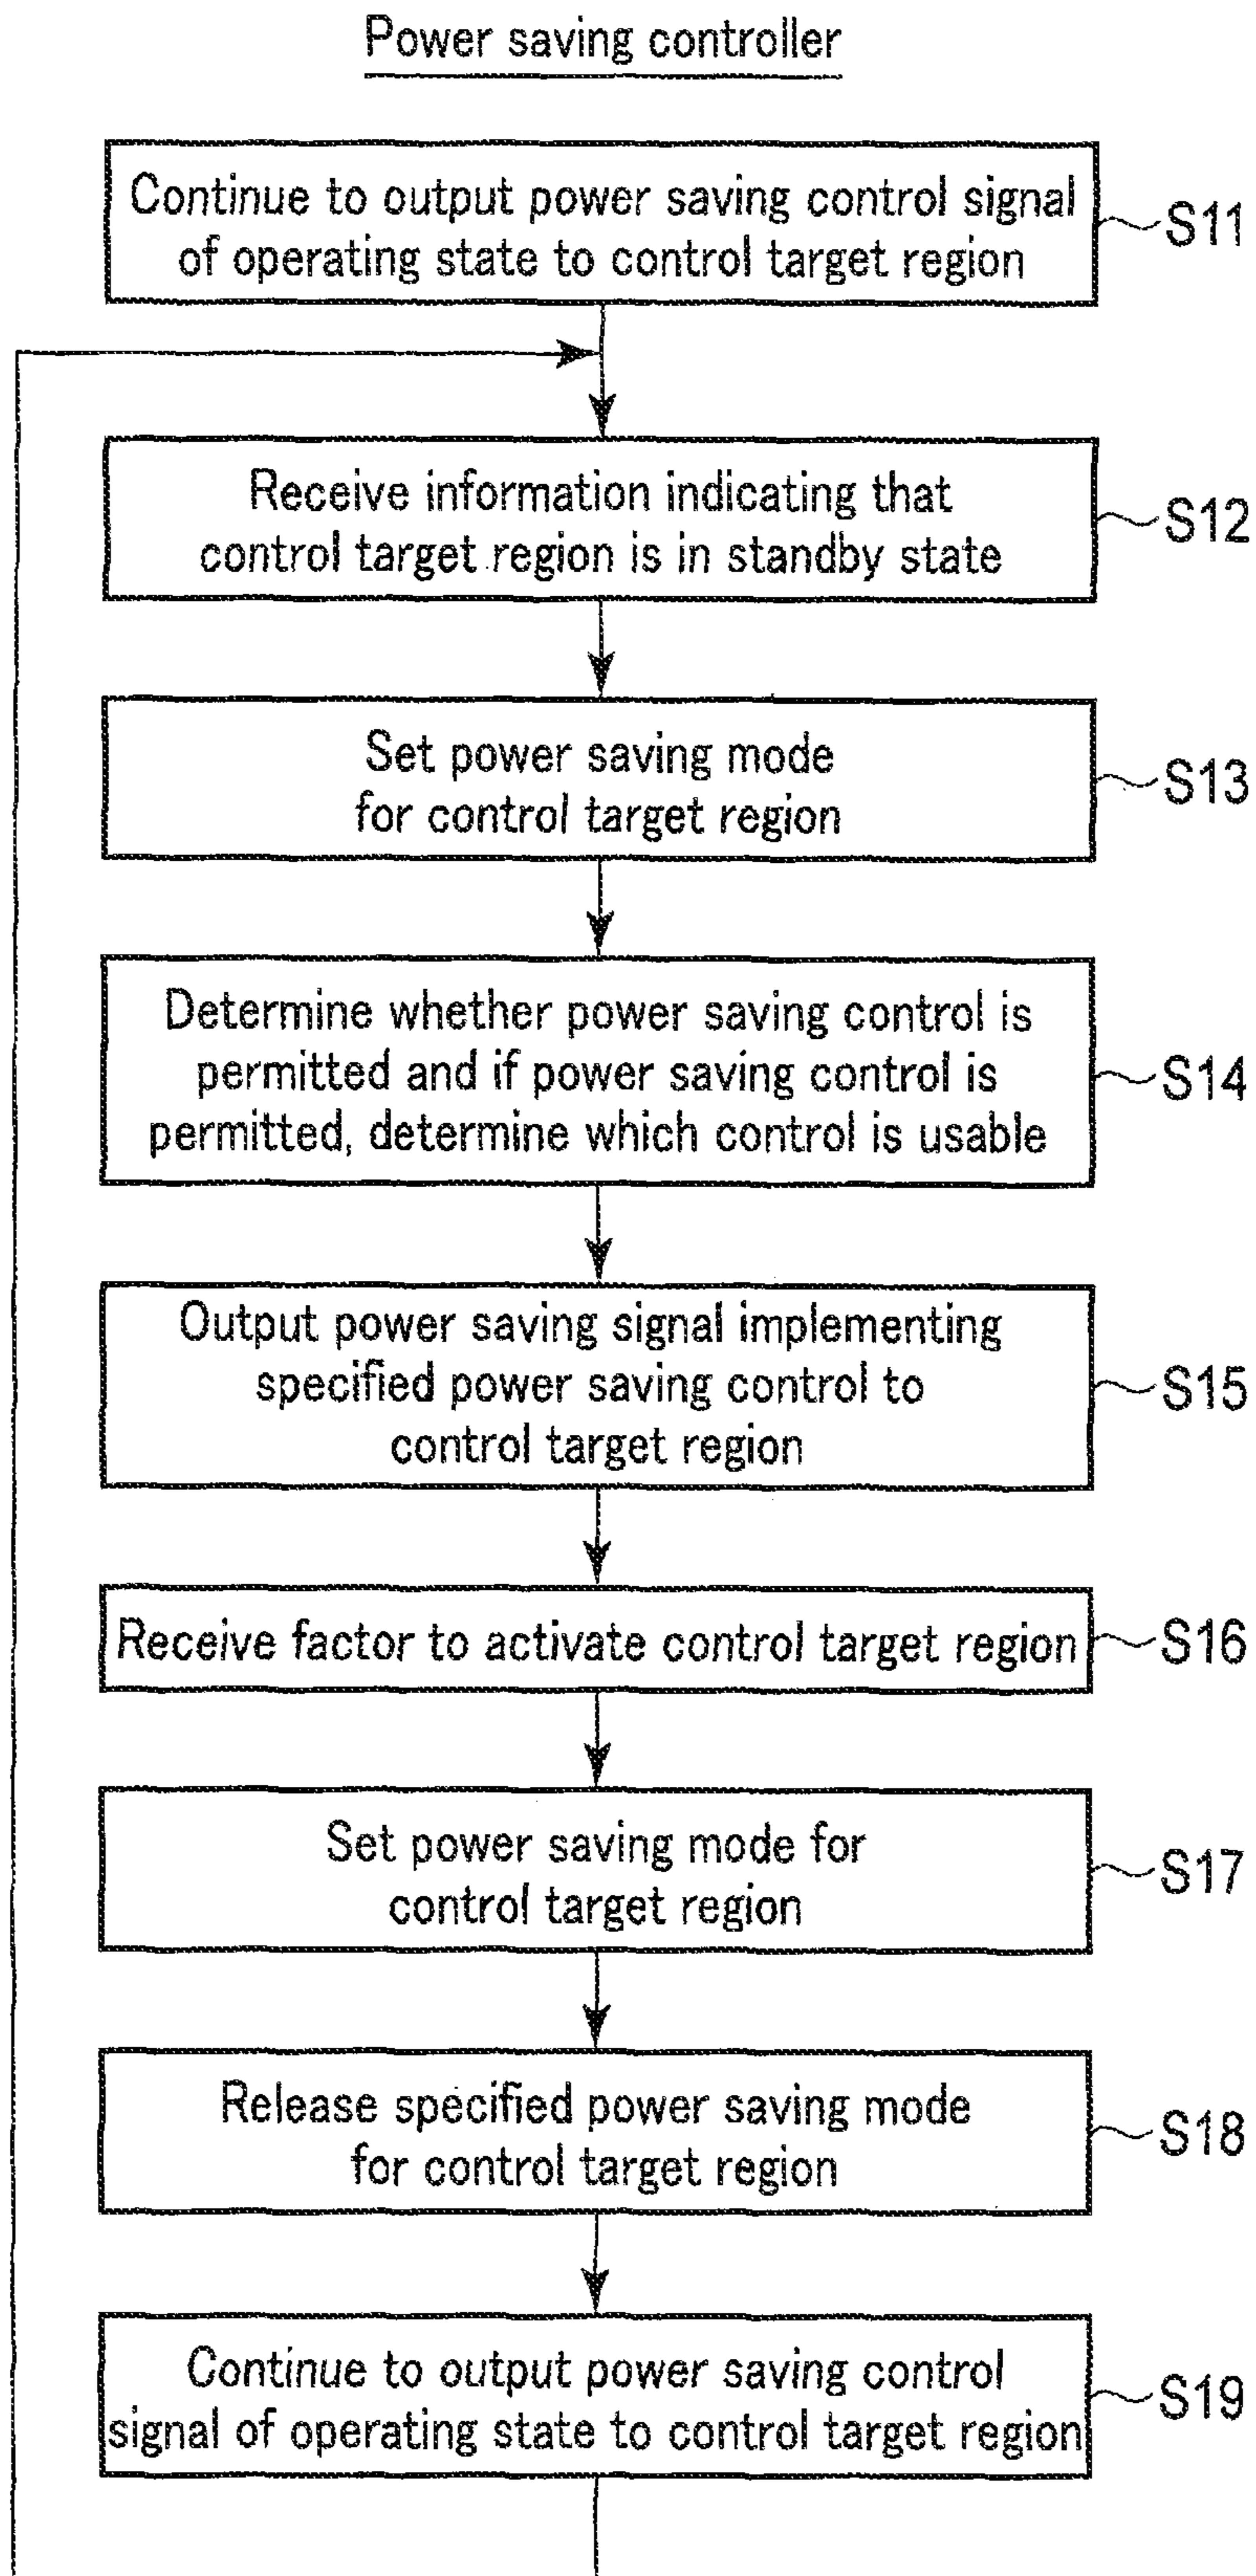 Power saving controller
Continue to output power saving control signal
of operating state to control target region
S11
Receive information indicating that
control target region is in standby state
S12
Set power saving mode
for control target region
S13
Determine whether power saving control is
permitted and if power saving control is
permitted, determine which control is usable
S14
Output power saving signal implementing
specified power saving control to
control target region
S15
Receive factor to activate control target region
S16
Set power saving mode for
control target region
S17
Release specified power saving mode
for control target region
S18
Continue to output power saving control
signal of operating state to control target region
S19